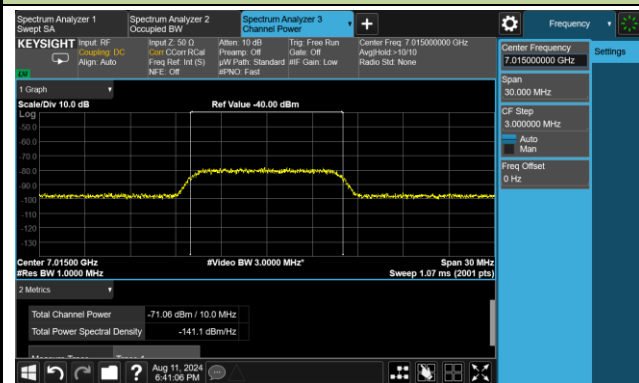 Spectrum Analyzer 1
Swept SA
Spectrum Analyzer 2
Occupied BW
Spectrum Analyzer 3
Channel Power
Frequency
KEYSIGHT
Input: RF
Coupling: DC
Align: Auto
Input Z: 50 Ω
Corr CCorr RCal
Freq Ref: Int (S)
NFE: Off
Atten: 10 dB
Preamp: Off
µW Path: Standard
#PNO: Fast
Trig: Free Run
Gate: Off
#IF Gain: Low
Center Freq: 7.015000000 GHz
Avg|Hold:>10/10
Radio Std: None
1 Graph
Scale/Div 10.0 dB
Ref Value -40.00 dBm
Log
-50.0
-60.0
-70.0
-80.0
-90.0
-100
-110
-120
-130
Center 7.01500 GHz
#Video BW 3.0000 MHz*
Span 30 MHz
#Res BW 1.0000 MHz
Sweep 1.07 ms (2001 pts)
2 Metrics
Total Channel Power
-71.06 dBm / 10.0 MHz
Total Power Spectral Density
-141.1 dBm/Hz
Aug 11, 2024
6:41:06 PM
Center Frequency
7.015000000 GHz
Settings
Span
30.000 MHz
CF Step
3.000000 MHz
Auto
Man
Freq Offset
0 Hz